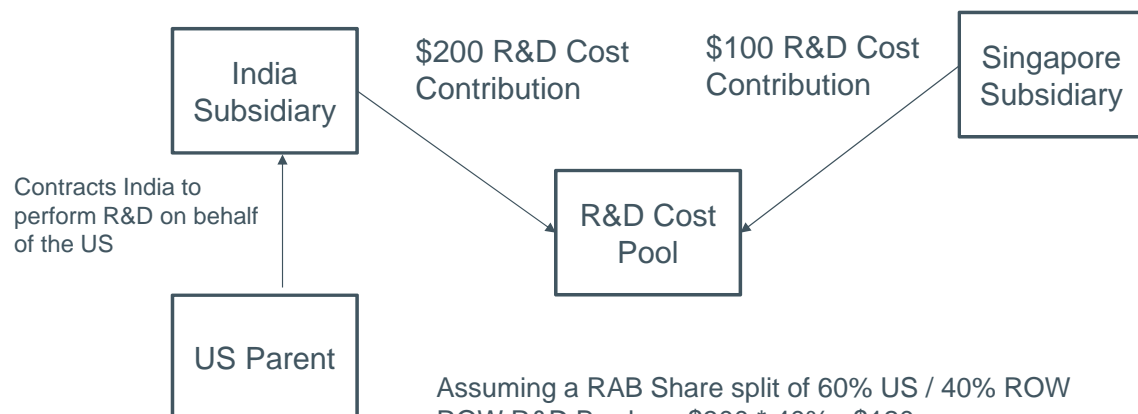 India
Subsidiary
$200 R&D Cost
Contribution
$100 R&D Cost
Contribution
Singapore
Subsidiary
Contracts India to
perform R&D on behalf
of the US
R&D Cost
Pool
US Parent
Assuming a RAB Share split of 60% US / 40% ROW